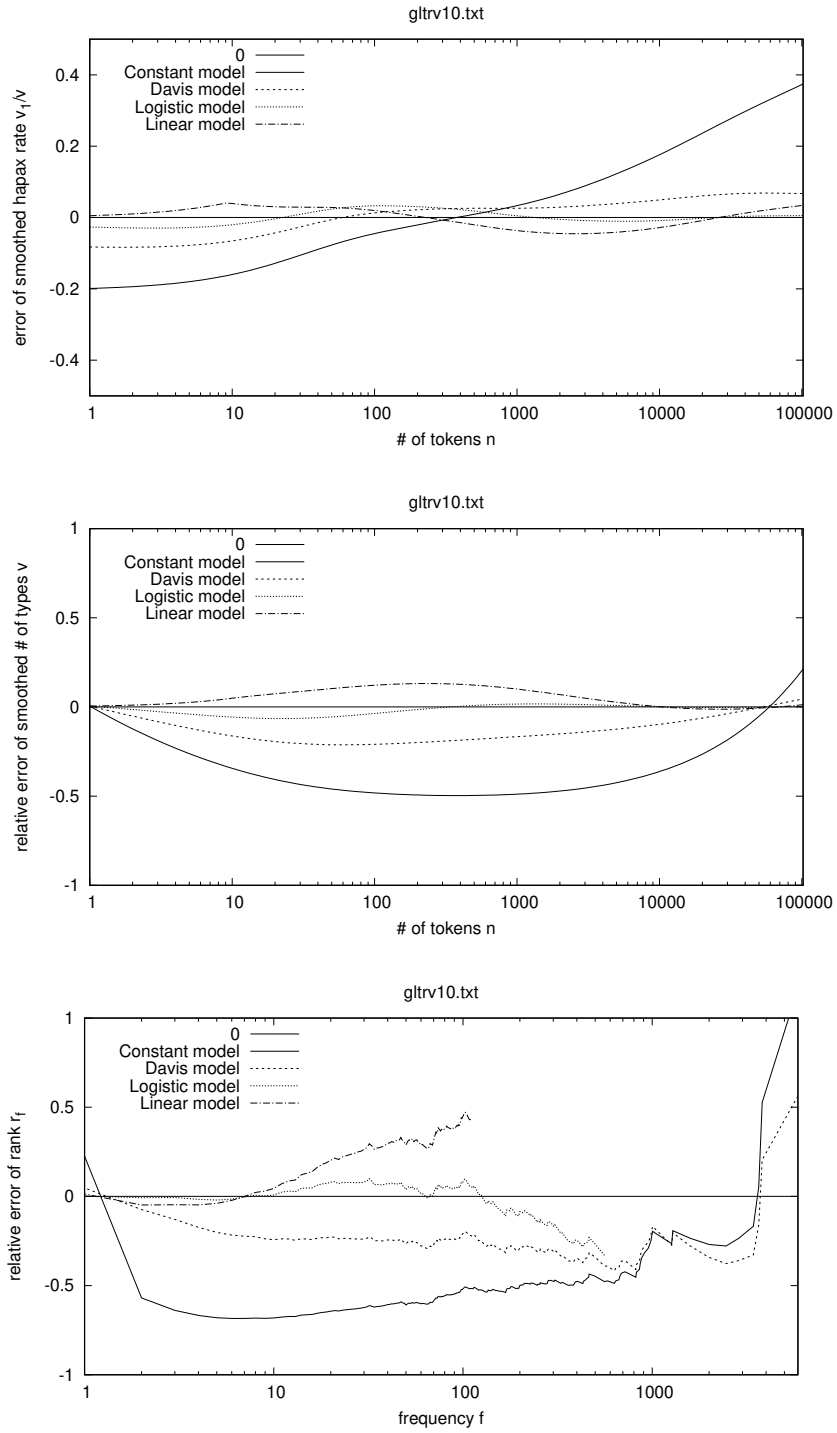 gltrv10.txt
error of smoothed hapax rate v1/v
0.4
0.2
0
-0.2
-0.4
0
Constant model
Davis model
Logistic model
Linear model
1 10 100 1000 10000 100000
# of tokens n
gltrv10.txt
relative error of smoothed # of types v
1
0.5
0
-0.5
-1
0
Constant model
Davis model
Logistic model
Linear model
1 10 100 1000 10000 100000
# of tokens n
gltrv10.txt
relative error of rank rf
1
0.5
0
-0.5
-1
0
Constant model
Davis model
Logistic model
Linear model
1 10 100 1000
frequency f